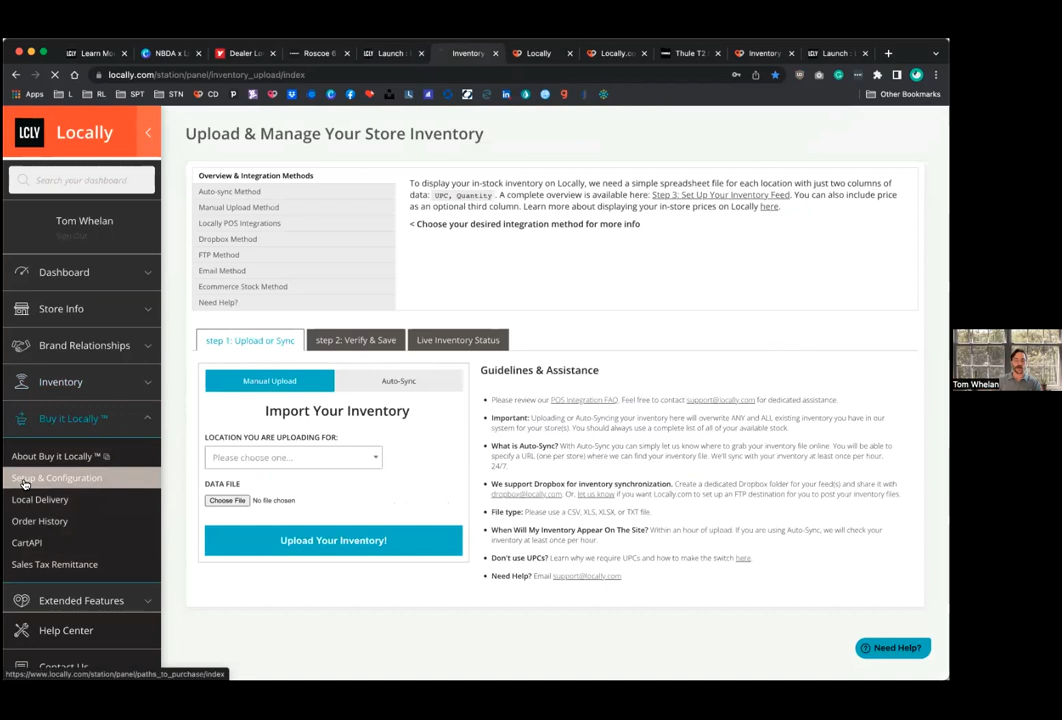 Learn Mo
NBDA x L
Dealer Lo
Roscoe 6
Launch :
Inventory
Locally
Locally.co
Thule T2
Inventory
Launch :
locally.com/station/panel/inventory_upload/index
Apps
L
RL
SPT
STN
CD
Other Bookmarks
LCLY
Locally
Search your dashboard
Tom Whelan
Sign Out
Dashboard
Store Info
Brand Relationships
Inventory
Buy it Locally ™
About Buy it Locally ™
Setup & Configuration
Local Delivery
Order History
CartAPI
Sales Tax Remittance
Extended Features
Help Center
Contact Us
https://www.locally.com/station/panel/paths_to_purchase/index
Upload & Manage Your Store Inventory
Overview & Integration Methods
Auto-sync Method
Manual Upload Method
Locally POS Integrations
Dropbox Method
FTP Method
Email Method
Ecommerce Stock Method
Need Help?
To display your in-stock inventory on Locally, we need a simple spreadsheet file for each location with just two columns of
data: UPC, Quantity. A complete overview is available here: Step 3: Set Up Your Inventory Feed. You can also include price
as an optional third column. Learn more about displaying your in-store prices on Locally here.
< Choose your desired integration method for more info
step 1: Upload or Sync
step 2: Verify & Save
Live Inventory Status
Manual Upload
Auto-Sync
Import Your Inventory
LOCATION YOU ARE UPLOADING FOR:
Please choose one...
DATA FILE
Choose File No file chosen
Upload Your Inventory!
Guidelines & Assistance
Please review our POS Integration FAQ. Feel free to contact support@locally.com for dedicated assistance.
Important: Uploading or Auto-Syncing your inventory here will overwrite ANY and ALL existing inventory you have in our
system for your store(s). You should always use a complete list of all of your available stock.
What is Auto-Sync? With Auto-Sync you can simply let us know where to grab your inventory file online. You will be able to
specify a URL (one per store) where we can find your inventory file. We'll sync with your inventory at least once per hour,
24/7.
We support Dropbox for inventory synchronization. Create a dedicated Dropbox folder for your feed(s) and share it with
dropbox@locally.com. Or, let us know if you want Locally.com to set up an FTP destination for you to post your inventory files.
File type: Please use a CSV, XLS, XLSX, or TXT file.
When Will My Inventory Appear On The Site? Within an hour of upload. If you are using Auto-Sync, we will check your
inventory at least once per hour.
Don't use UPCs? Learn why we require UPCs and how to make the switch here.
Need Help? Email support@locally.com
Need Help?
Tom Whelan